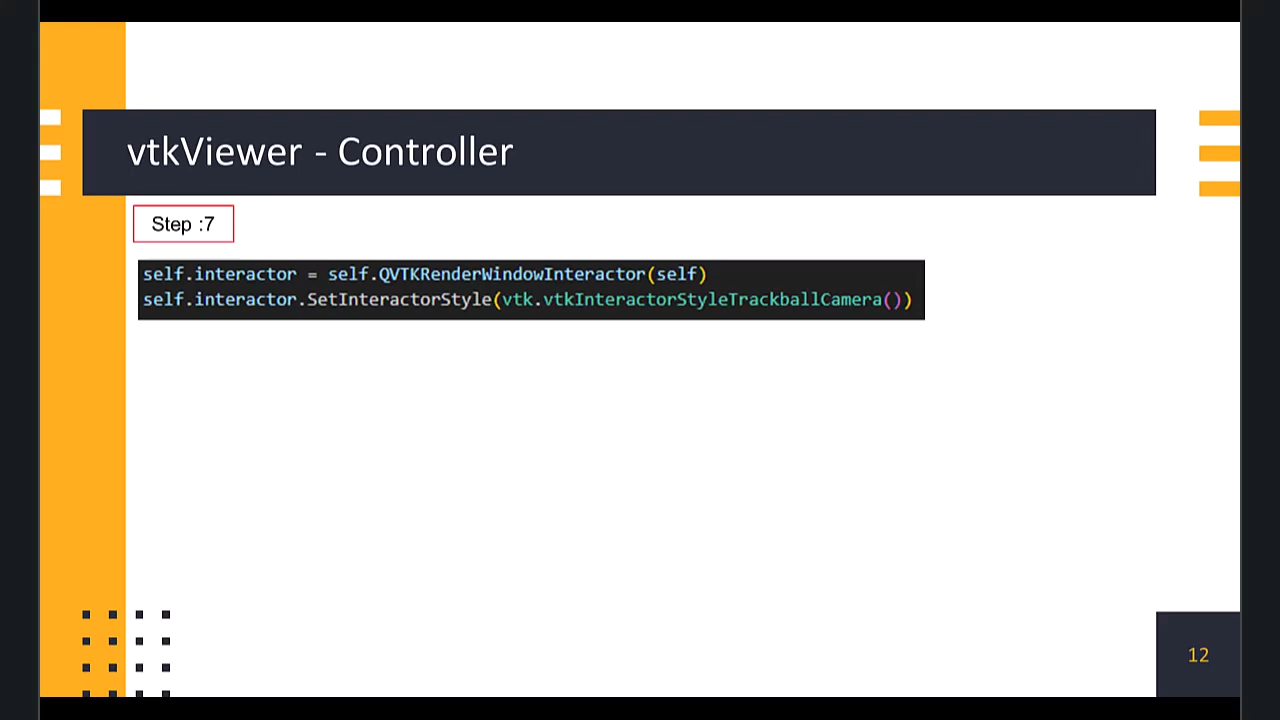 vtkViewer - Controller
Step :7
self.interactor = self.QVTKRenderWindowInteractor(self)
self.interactor.SetInteractorStyle(vtk.vtkInteractorStyleTrackballCamera())
12